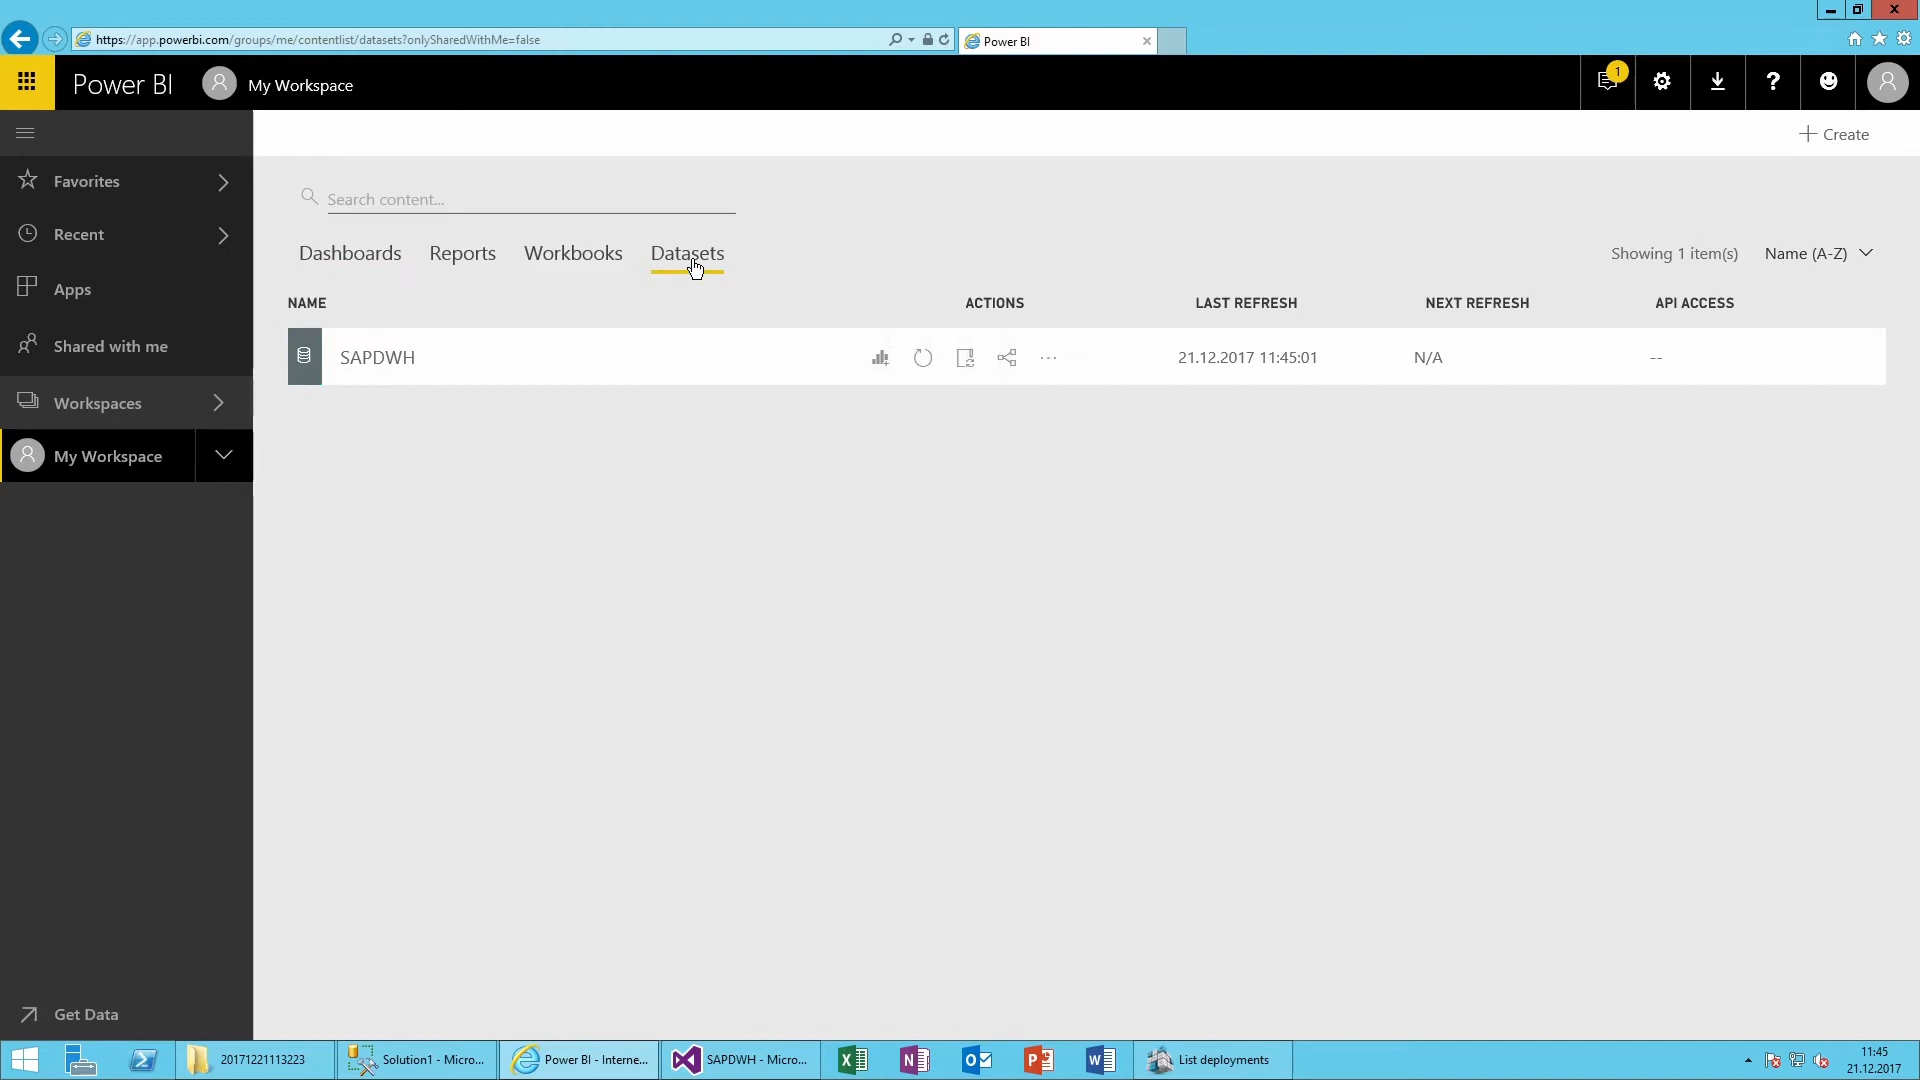 https://app.powerbi.com/groups/me/contentlist/datasets?onlySharedWithMe=false
Power BI
Power BI
My Workspace
1
Create
Favorites
Recent
Apps
Shared with me
Workspaces
My Workspace
Get Data
Search content...
Dashboards Reports Workbooks Datasets
Showing 1 item(s) Name (A-Z)
NAME ACTIONS LAST REFRESH NEXT REFRESH API ACCESS
SAPDWH 21.12.2017 11:45:01 N/A --
20171221113223 Solution1 - Micro... Power BI - Interne... SAPDWH - Micro... List deployments
11:45
21.12.2017